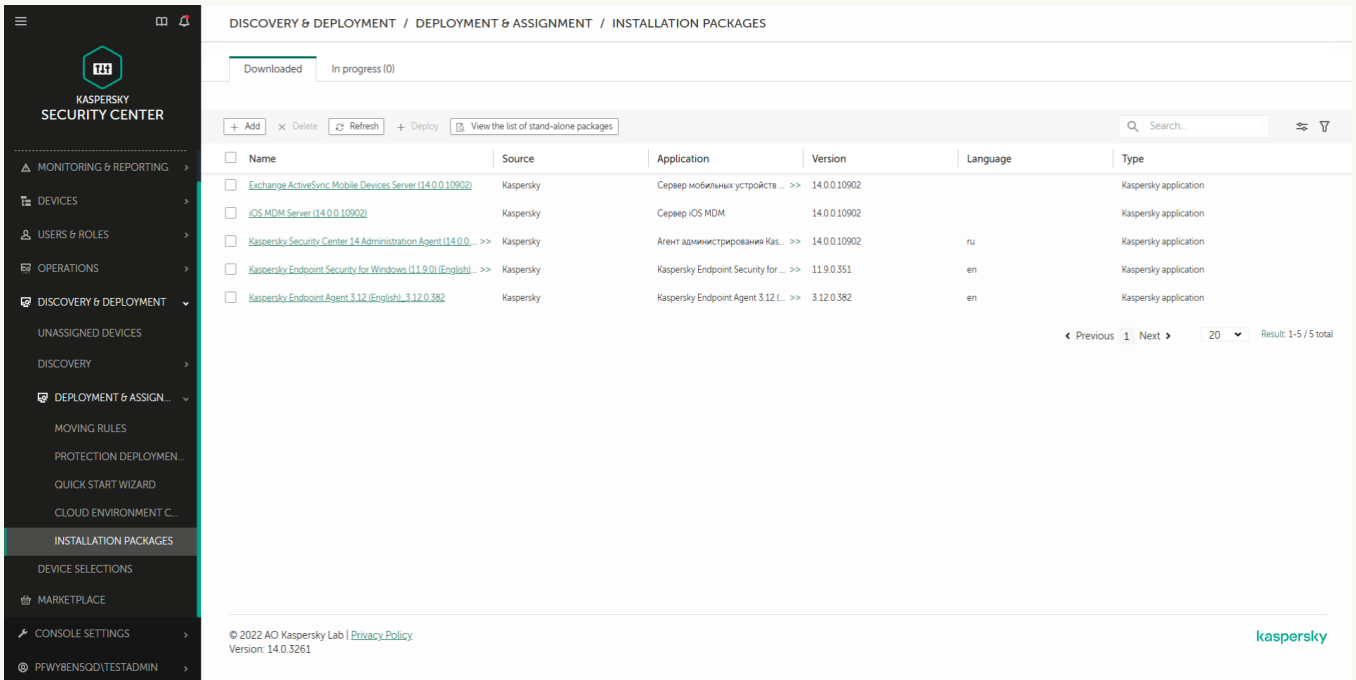 KASPERSKY
SECURITY CENTER
MONITORING & REPORTING
DEVICES
USERS & ROLES
OPERATIONS
DISCOVERY & DEPLOYMENT
UNASSIGNED DEVICES
DISCOVERY
DEPLOYMENT & ASSIGN...
MOVING RULES
PROTECTION DEPLOYMEN...
QUICK START WIZARD
CLOUD ENVIRONMENT C...
INSTALLATION PACKAGES
DEVICE SELECTIONS
MARKETPLACE
CONSOLE SETTINGS
PFWY8EN5QD\TESTADMIN
DISCOVERY & DEPLOYMENT / DEPLOYMENT & ASSIGNMENT / INSTALLATION PACKAGES
Downloaded In progress (0)
+ Add × Delete Refresh + Deploy View the list of stand-alone packages Search...
Name Source Application Version Language Type
Exchange ActiveSync Mobile Devices Server (14.0.0.10902) Kaspersky Сервер мобильных устройств ... >> 14.0.0.10902 Kaspersky application
iOS MDM Server (14.0.0.10902) Kaspersky Сервер iOS MDM 14.0.0.10902 Kaspersky application
Kaspersky Security Center 14 Administration Agent (14.0.0.... >> Kaspersky Агент администрирования Kas... >> 14.0.0.10902 ru Kaspersky application
Kaspersky Endpoint Security for Windows (11.9.0) (English)... >> Kaspersky Kaspersky Endpoint Security for ... >> 11.9.0.351 en Kaspersky application
Kaspersky Endpoint Agent 3.12 (English)_3.12.0.382 Kaspersky Kaspersky Endpoint Agent 3.12 (... >> 3.12.0.382 en Kaspersky application
< Previous 1 Next > 20 Result: 1-5 / 5 total
© 2022 AO Kaspersky Lab | Privacy Policy
Version: 14.0.3261
kaspersky